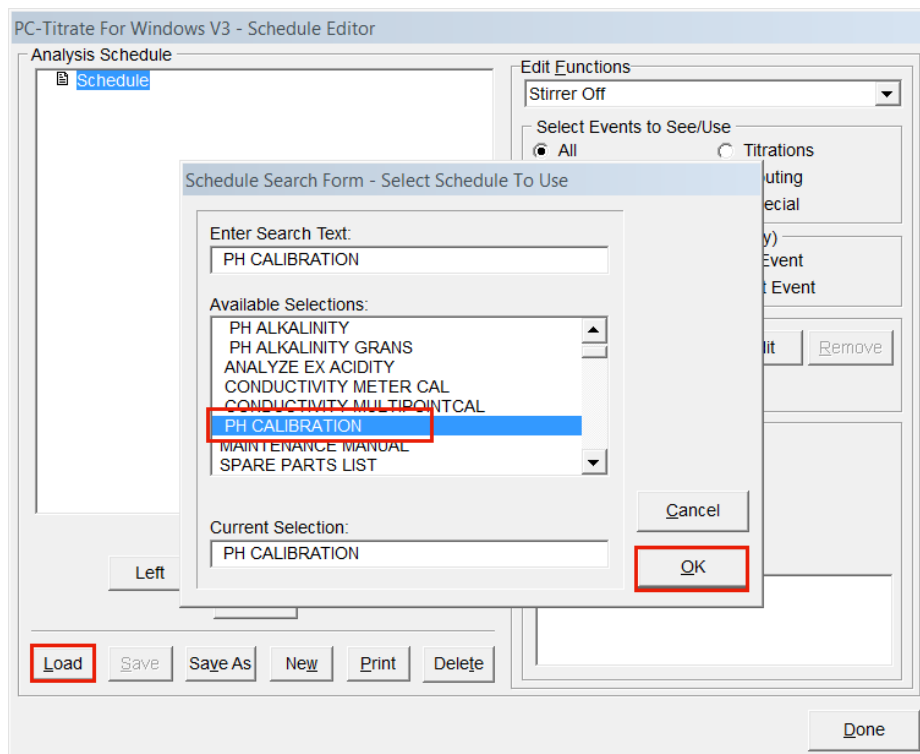 PC-Titrate For Windows V3 - Schedule Editor
Analysis Schedule
Schedule
Edit Functions
Stirrer Off
Select Events to See/Use
All
Titrations
uting
ecial
y)
Event
t Event
lit
Remove
Schedule Search Form - Select Schedule To Use
Enter Search Text:
PH CALIBRATION
Available Selections:
PH ALKALINITY
PH ALKALINITY GRANS
ANALYZE EX ACIDITY
CONDUCTIVITY METER CAL
CONDUCTIVITY MULTIPOINTCAL
PH CALIBRATION
MAINTENANCE MANUAL
SPARE PARTS LIST
Current Selection:
PH CALIBRATION
Cancel
OK
Left
Load
Save
Save As
New
Print
Delete
Done